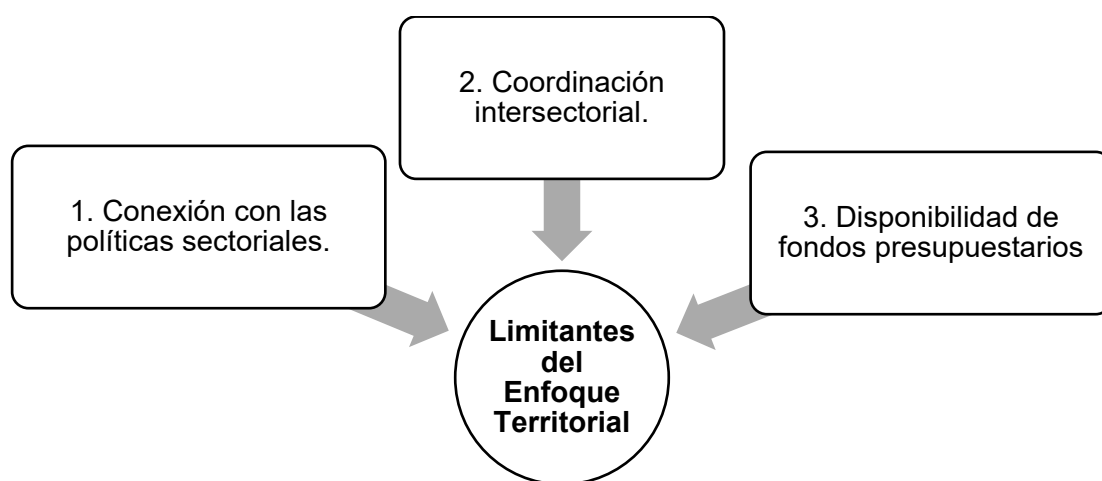 1. Conexión con las
políticas sectoriales.
2. Coordinación
intersectorial.
3. Disponibilidad de
fondos presupuestarios
Limitantes
del
Enfoque
Territorial